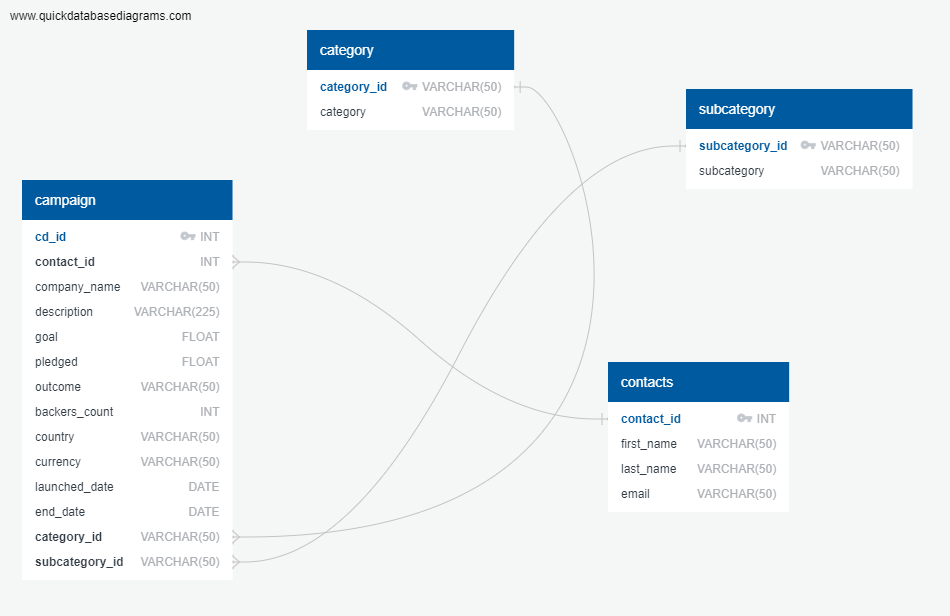 www.quickdatabasediagrams.com
category
category_id VARCHAR(50)
category VARCHAR(50)
subcategory
subcategory_id VARCHAR(50)
subcategory VARCHAR(50)
campaign
cd_id INT
contact_id INT
company_name VARCHAR(50)
description VARCHAR(225)
goal FLOAT
pledged FLOAT
outcome VARCHAR(50)
backers_count INT
country VARCHAR(50)
currency VARCHAR(50)
launched_date DATE
end_date DATE
category_id VARCHAR(50)
subcategory_id VARCHAR(50)
contacts
contact_id INT
first_name VARCHAR(50)
last_name VARCHAR(50)
email VARCHAR(50)